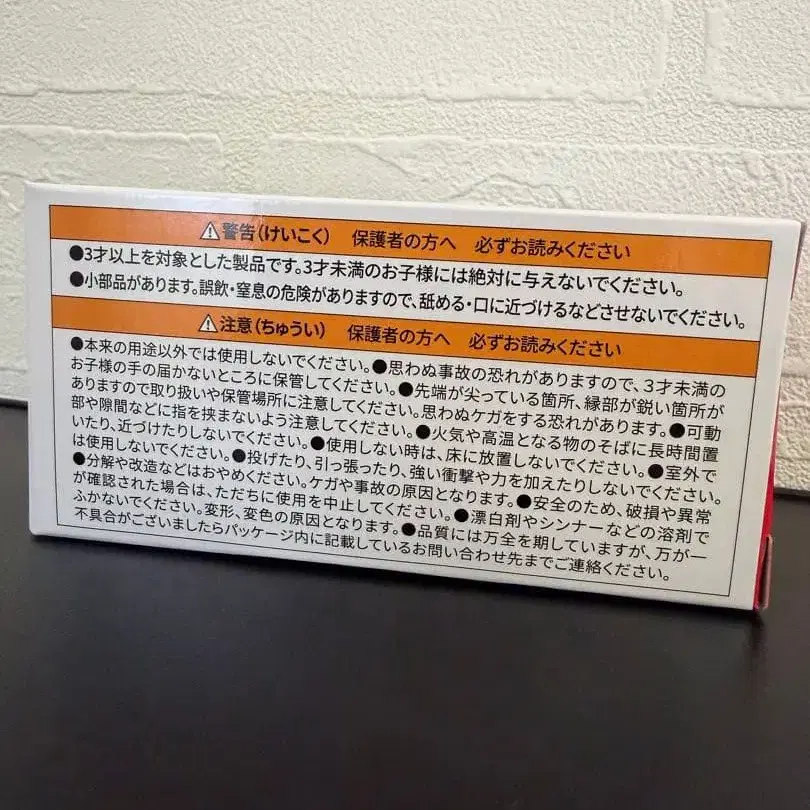 ⚠警告(けいこく) 保護者の方へ 必ずお読みください
●3才以上を対象とした製品です。3才未満のお子様には絶対に与えないでください。
●小部品があります。誤飲・窒息の危険がありますので、舐める・口に近づけるなどさせないでください。
⚠注意(ちゅうい) 保護者の方へ 必ずお読みください
●本来の用途以外では使用しないでください。●思わぬ事故の恐れがありますので、3才未満の
お子様の手の届かないところに保管してください。●先端が尖っている箇所、縁部が鋭い箇所が
ありますので取り扱いや保管場所に注意してください。思わぬケガをする恐れがあります。●可動
部や隙間などに指を挟まないよう注意してください。●火気や高温となる物のそばに長時間置
いたり、近づけたりしないでください。●使用しない時は、床に放置しないでください。●室外で
は使用しないでください。●投げたり、引っ張ったり、強い衝撃や力を加えたりしないでください。
●分解や改造などはおやめください。ケガや事故の原因となります。●安全のため、破損や異常
が確認された場合は、ただちに使用を中止してください。●漂白剤やシンナーなどの溶剤で
ふかないでください。変形、変色の原因となります。●品質には万全を期していますが、万が一
不具合がございましたらパッケージ内に記載しているお問い合わせ先までご連絡ください。